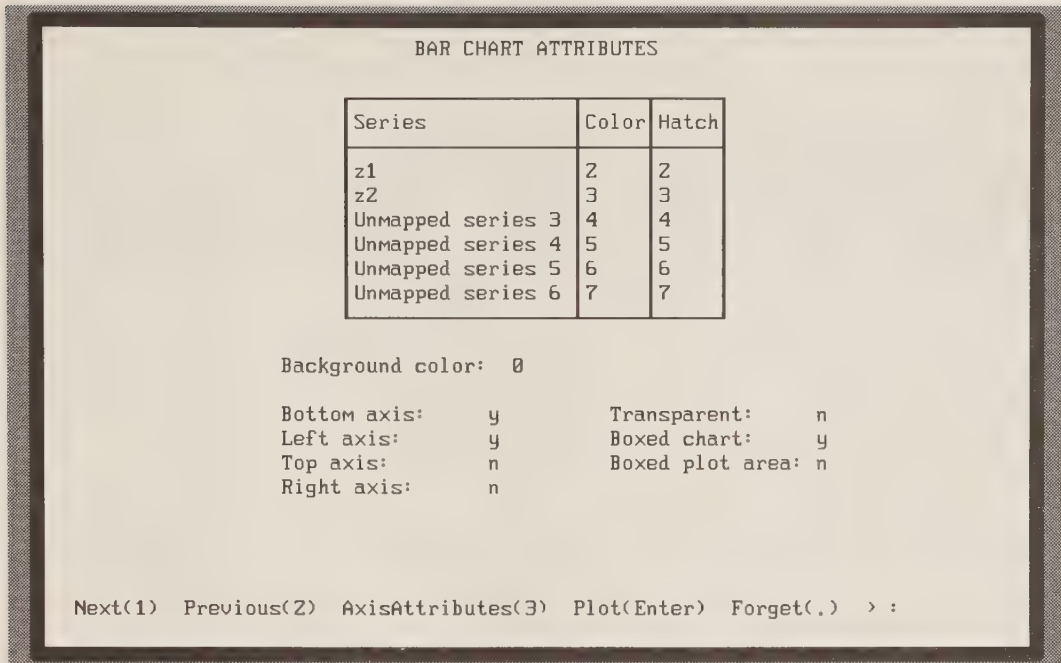 BAR CHART ATTRIBUTES
Series Color Hatch
z1 2 2
z2 3 3
Unmapped series 3 4 4
Unmapped series 4 5 5
Unmapped series 5 6 6
Unmapped series 6 7 7
Background color: 0
Bottom axis: y Transparent: n
Left axis: y Boxed chart: y
Top axis: n Boxed plot area: n
Right axis: n
Next(1) Previous(2) AxisAttributes(3) Plot(Enter) Forget(.) > :